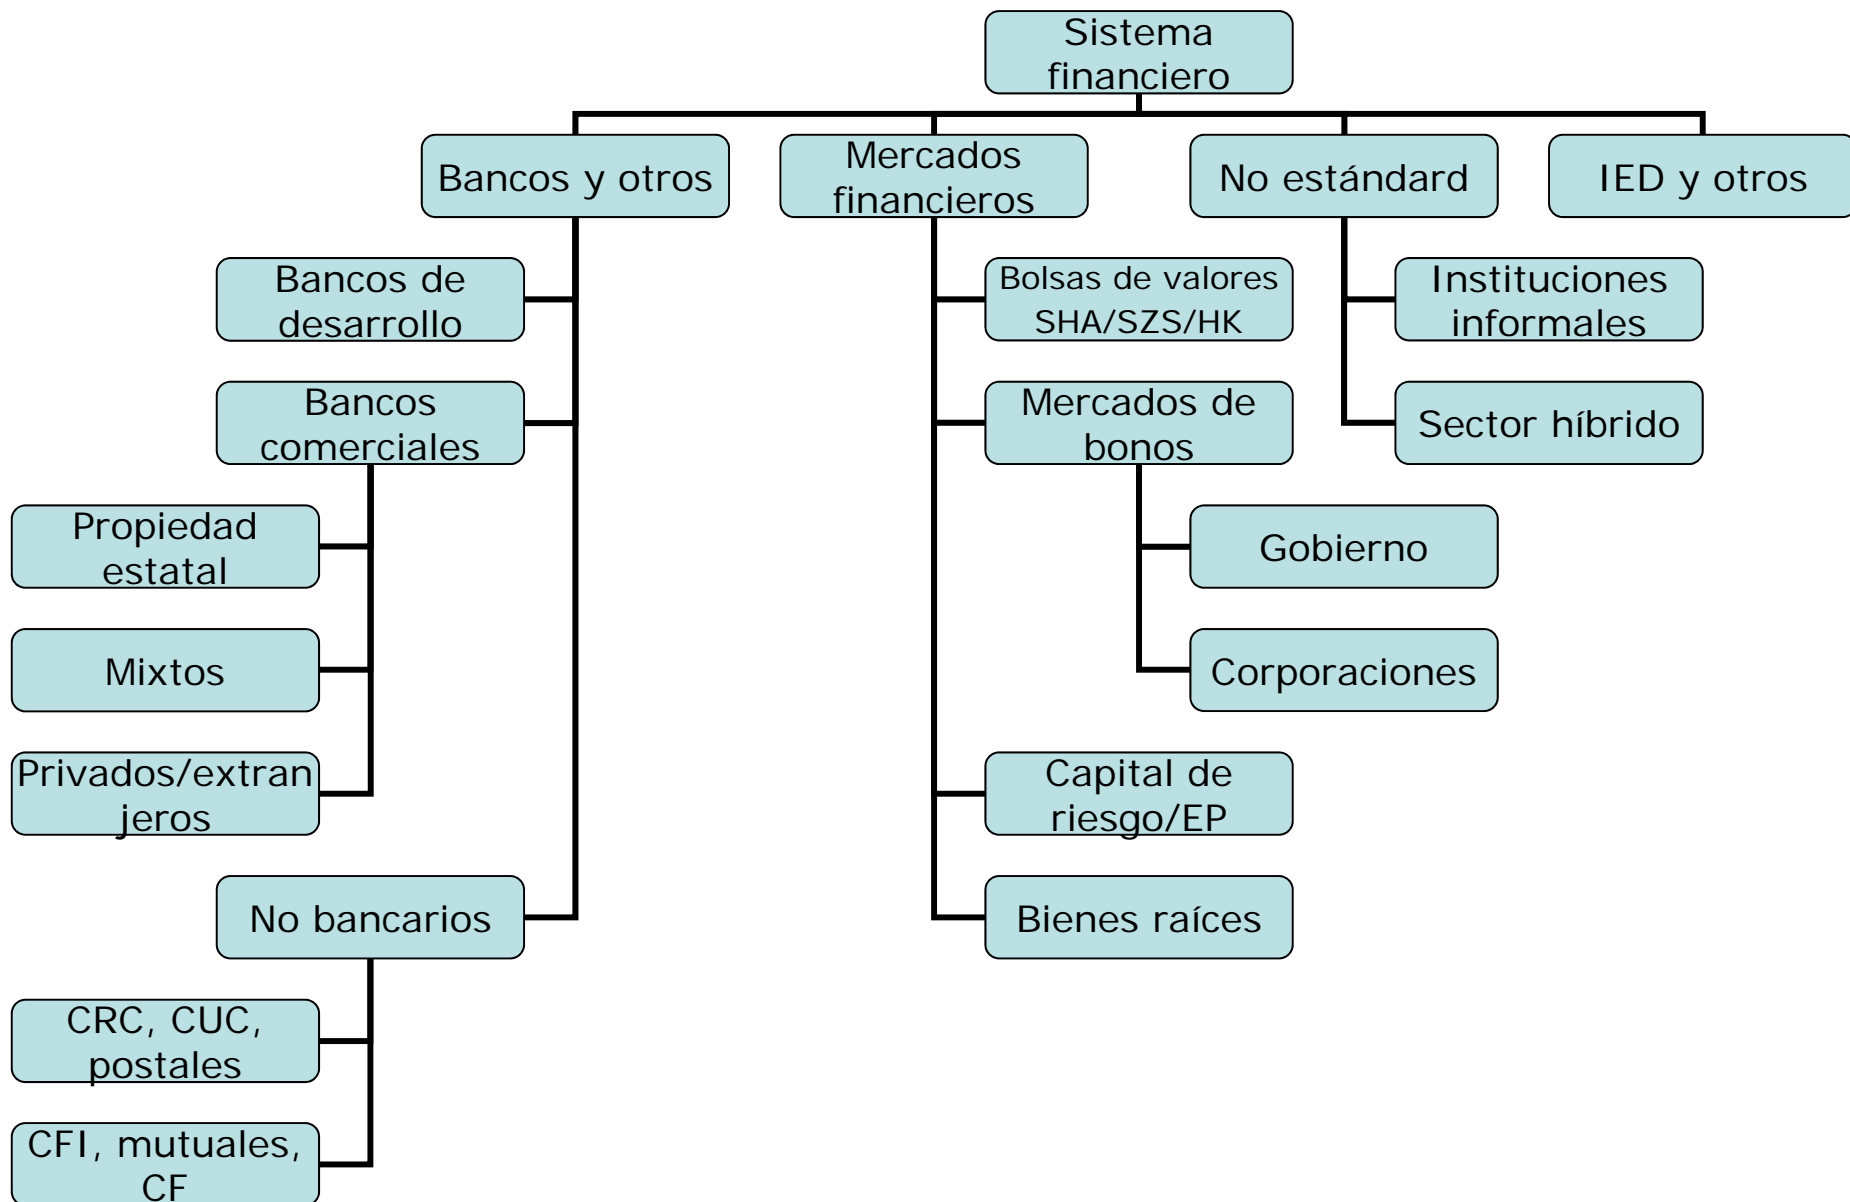 Sistema
financiero
Bancos y otros
Mercados
financieros
No estándard
IED y otros
Bancos de
desarrollo
Bolsas de valores
SHA/SZS/HK
Instituciones
informales
Bancos
comerciales
Mercados de
bonos
Sector híbrido
Propiedad
estatal
Gobierno
Mixtos
Corporaciones
Privados/extran
jeros
Capital de
riesgo/EP
No bancarios
Bienes raíces
CRC, CUC,
postales
CFI, mutuales,
CF